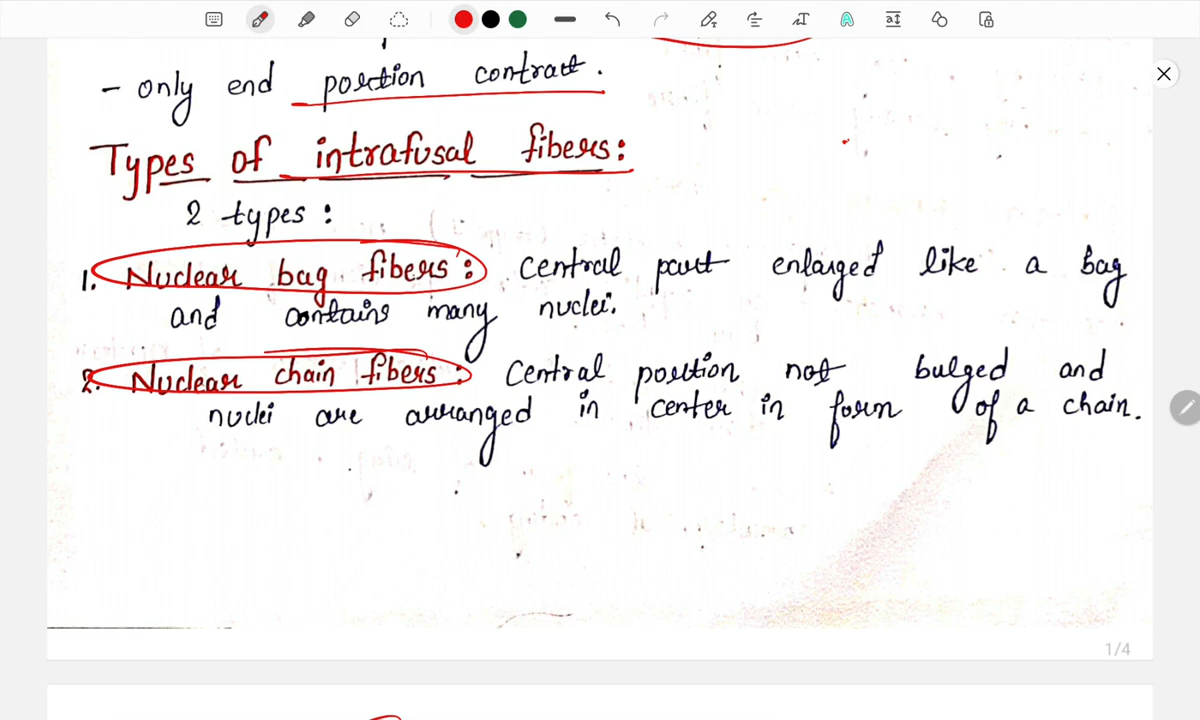 - only end portion contract.
Types of intrafusal fibers:
2 types:
1. Nuclear bag fibers: central part enlarged like a bag
and contains many nuclei.
2. Nuclear chain fibers: Central portion not bulged and
nuclei are arranged in center in form of a chain.
1/4